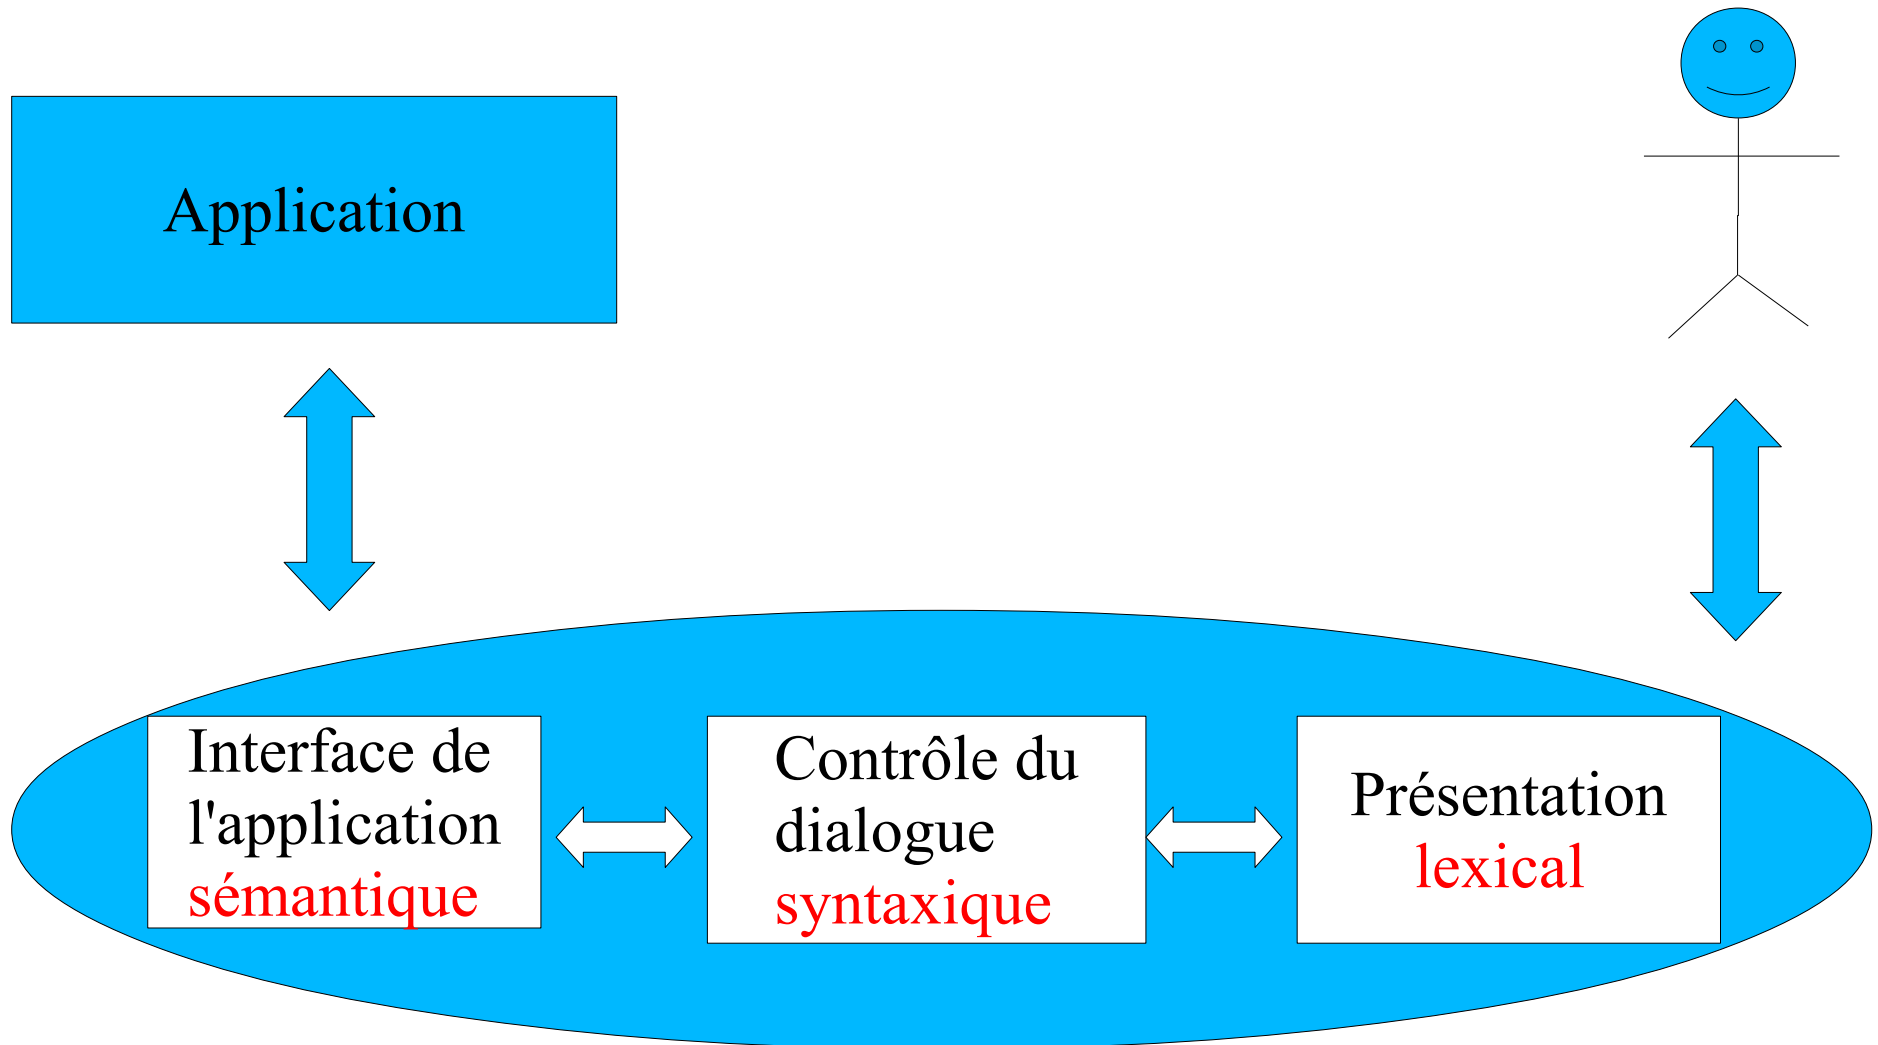 Application
Interface de
l'application
sémantique
Contrôle du
dialogue
syntaxique
Présentation
lexical